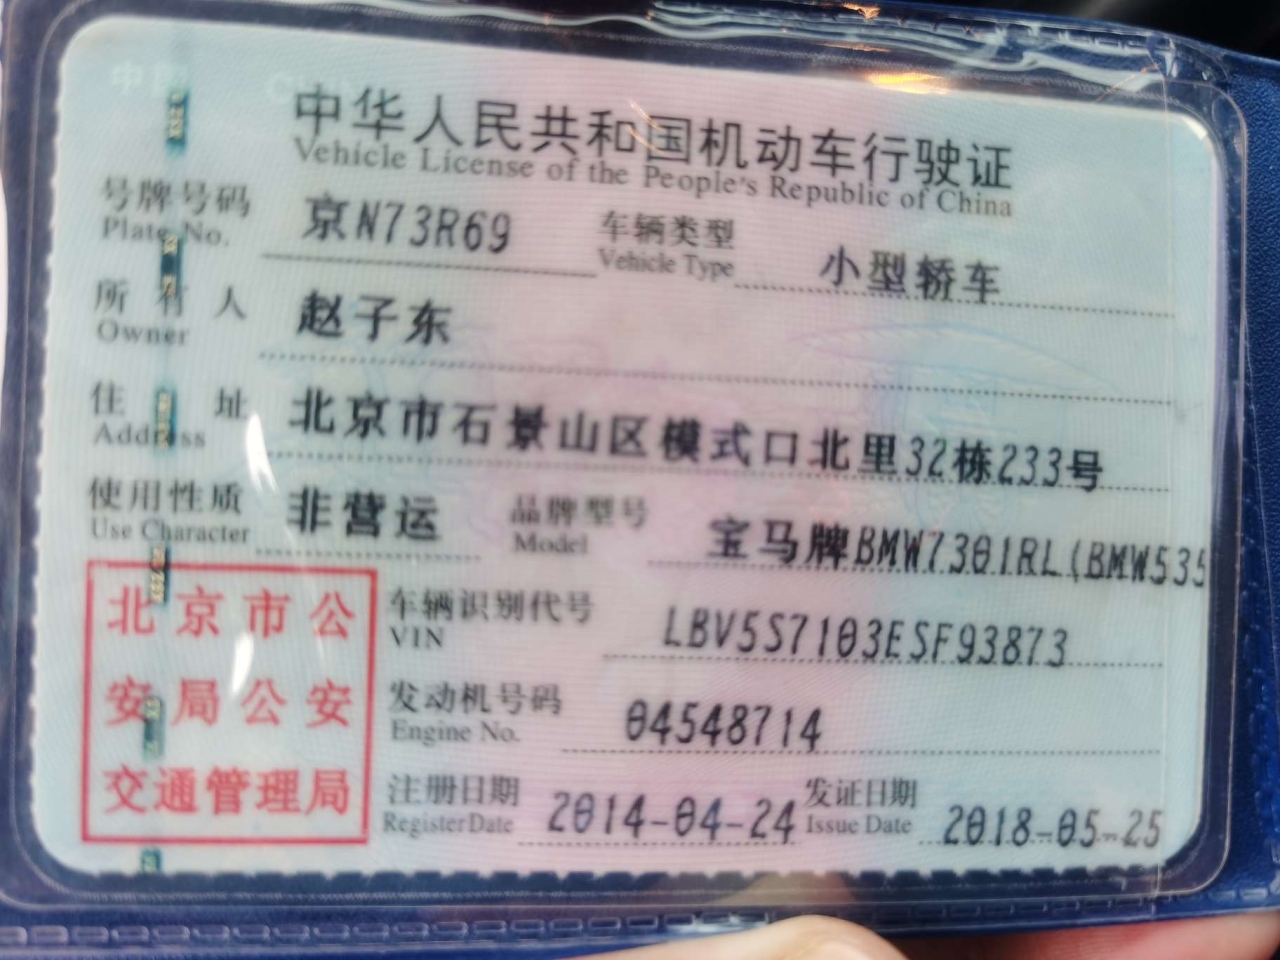 中华人民共和国机动车行驶证
Vehicle License of the People's Republic of China
号牌号码 京N73R69 车辆类型 小型轿车
Plate No. Vehicle Type
所有人 赵子东
Owner
住址 北京市石景山区模式口北里32栋233号
Address
使用性质 非营运 品牌型号 宝马牌BMW7301RL(BMW535
Use Character Model
北京市公
安局公安
交通管理局
车辆识别代号 LBV5S7103ESF93873
VIN
发动机号码 04548714
Engine No.
注册日期 2014-04-24 发证日期 2018-05-25
Register Date Issue Date